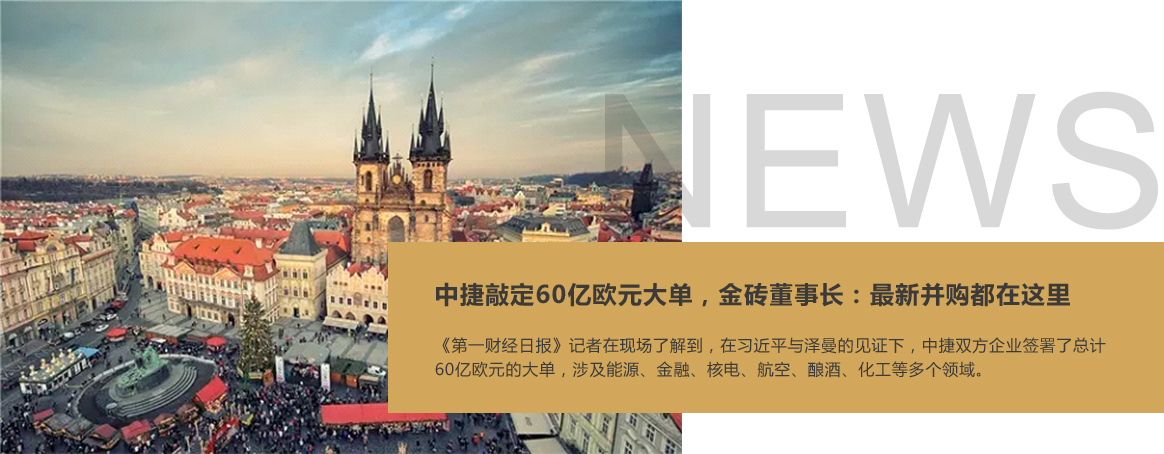 NEWS
中捷敲定60亿欧元大单，金砖董事长：最新并购都在这里
《第一财经日报》记者在现场了解到，在习近平与泽曼的见证下，中捷双方企业签署了总计
60亿欧元的大单，涉及能源、金融、核电、航空、酿酒、化工等多个领域。